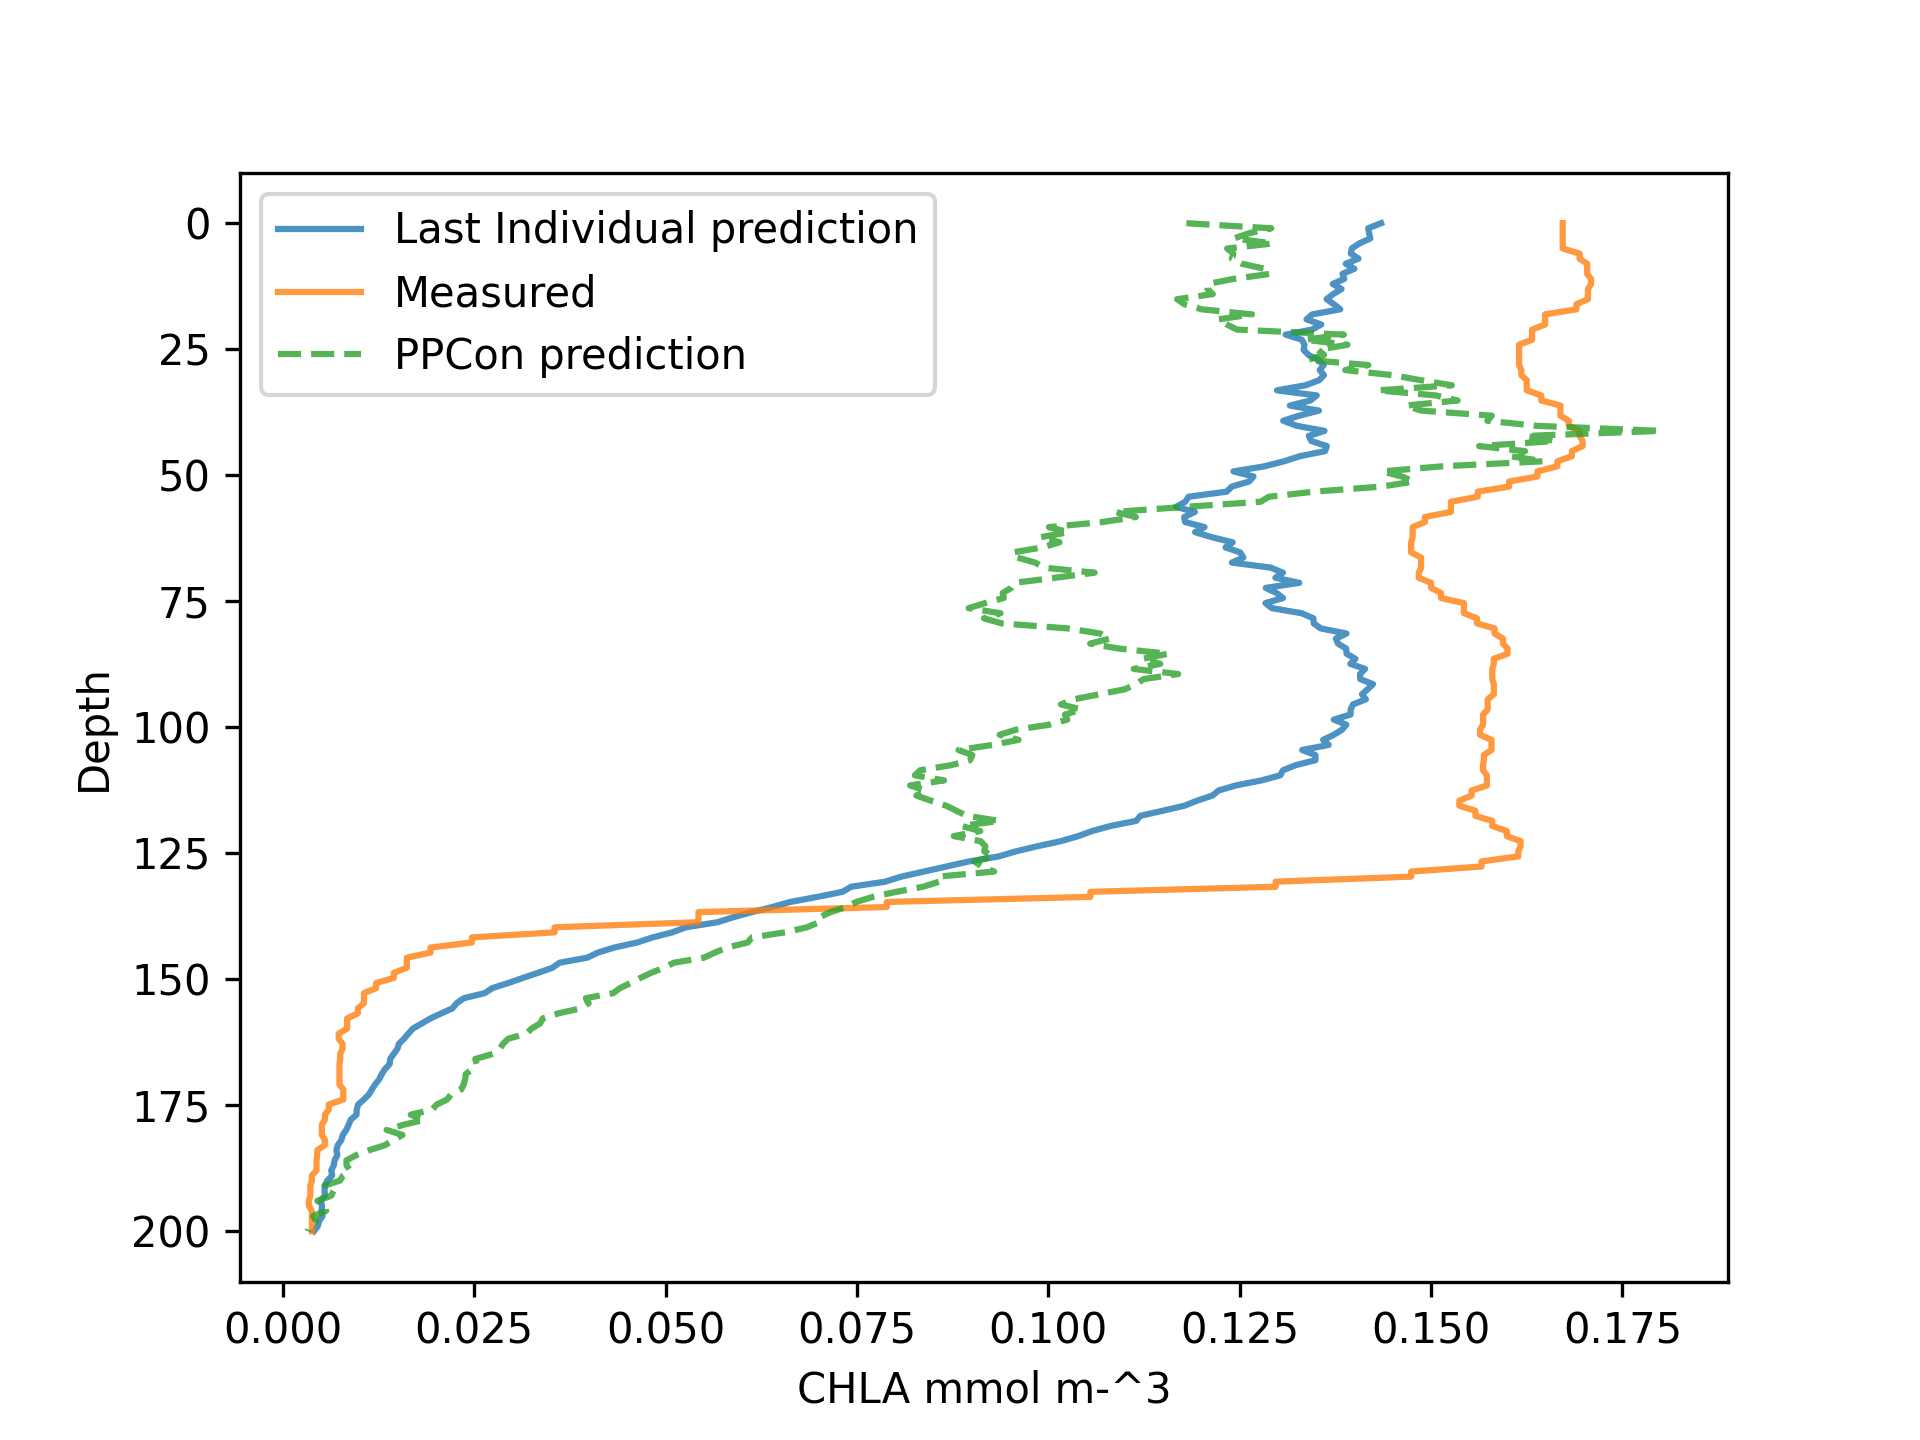 Last Individual prediction
Measured
PPCon prediction
Depth
0
25
50
75
100
125
150
175
200
0.000 0.025 0.050 0.075 0.100 0.125 0.150 0.175
CHLA mmol m-^3